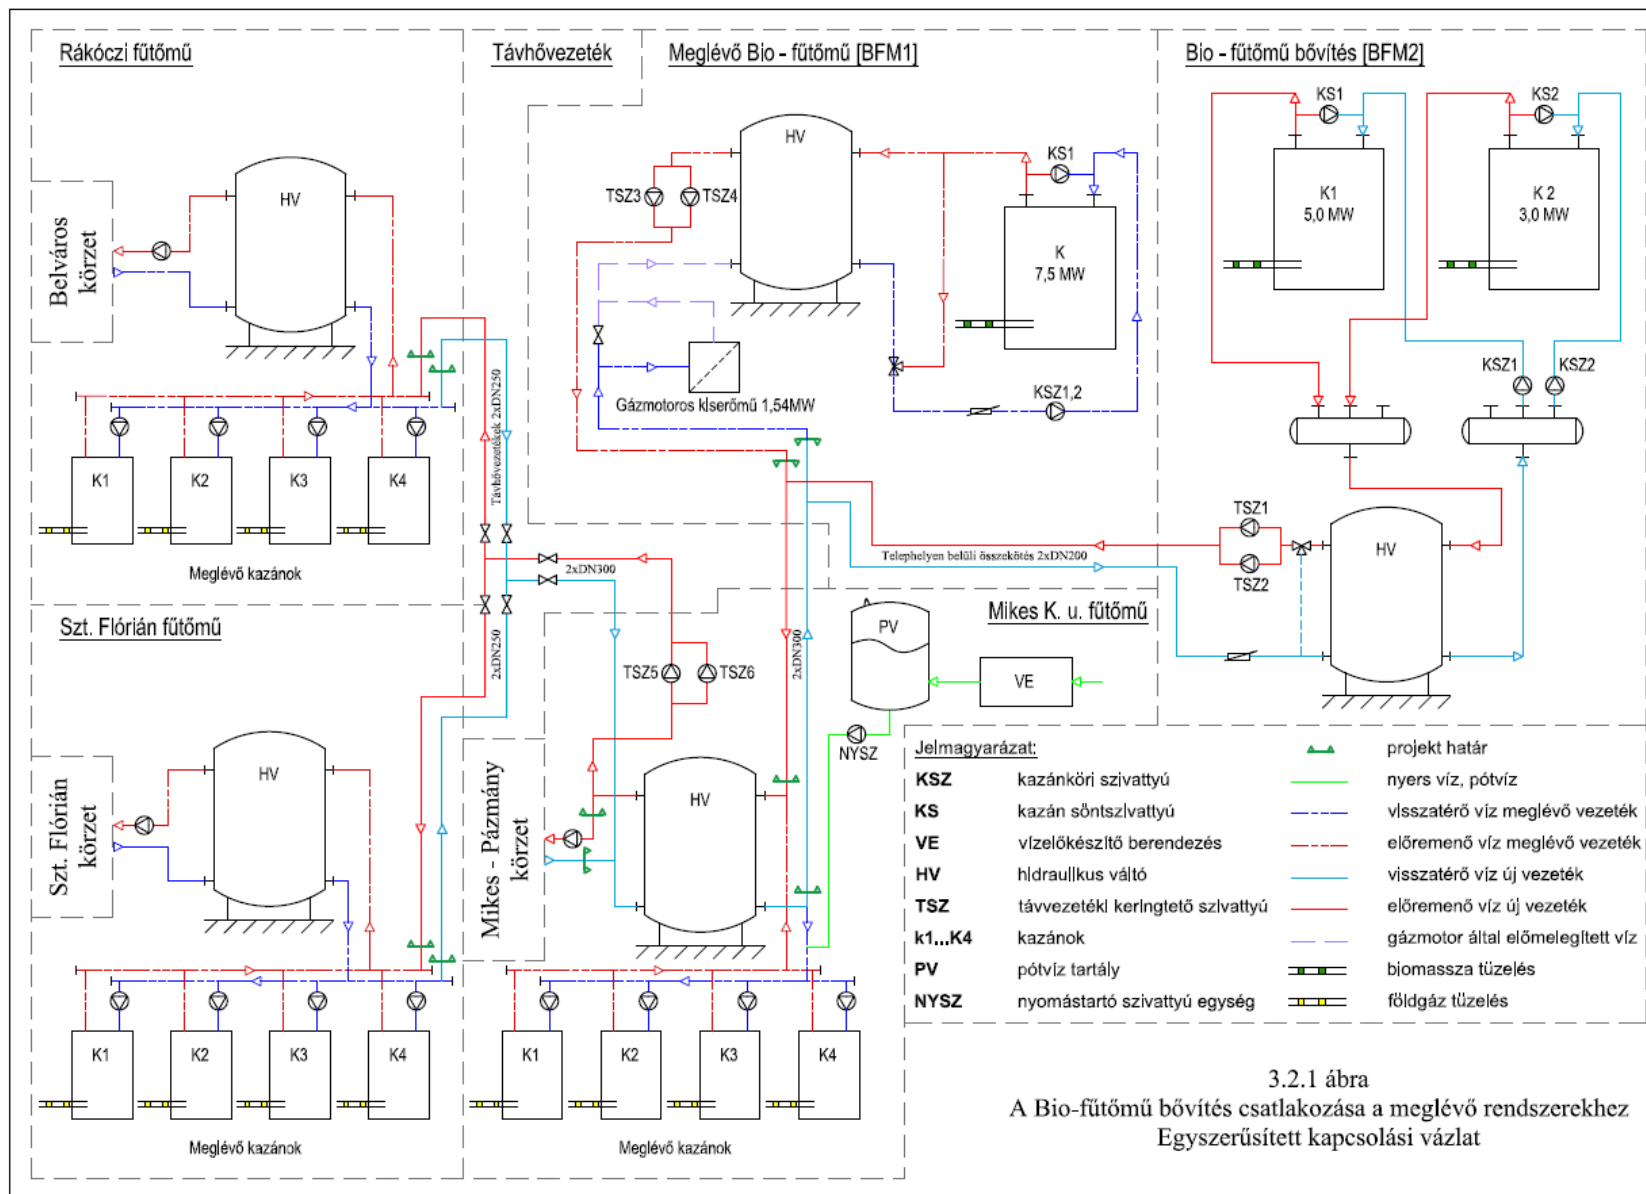 Rákóczi fűtőmű
HV
Belváros
körzet
K1
K2
K3
K4
Meglévő kazánok
Távhővezeték
Távhővezetékek 2xDN250
2xDN300
2xDN250
Meglévő Bio - fűtőmű [BFM1]
HV
TSZ3
TSZ4
KS1
K
7,5 MW
Gázmotoros kiserőmű 1,54MW
KSZ1,2
Bio - fűtőmű bővítés [BFM2]
KS1
KS2
K1
5,0 MW
K 2
3,0 MW
KSZ1
KSZ2
TSZ1
TSZ2
HV
Telephelyen belüli összekötés 2xDN200
Szt. Flórián fűtőmű
HV
Szt. Flórián
körzet
K1
K2
K3
K4
Meglévő kazánok
Mikes K. u. fűtőmű
TSZ5
TSZ6
2xDN300
PV
VE
NYSZ
HV
Mikes - Pázmány
körzet
K1
K2
K3
K4
Meglévő kazánok
Jelmagyarázat:
KSZ kazánköri szivattyú
KS kazán söntszivattyú
VE vízelőkészítő berendezés
HV hidraulikus váltó
TSZ távvezetéki keringtető szivattyú
k1...K4 kazánok
PV pótvíz tartály
NYSZ nyomástartó szivattyú egység
projekt határ
nyers víz, pótvíz
visszatérő víz meglévő vezeték
előremenő víz meglévő vezeték
visszatérő víz új vezeték
előremenő víz új vezeték
gázmotor által előmelegített víz
biomassza tüzelés
földgáz tüzelés
3.2.1 ábra
A Bio-fűtőmű bővítés csatlakozása a meglévő rendszerekhez
Egyszerűsített kapcsolási vázlat